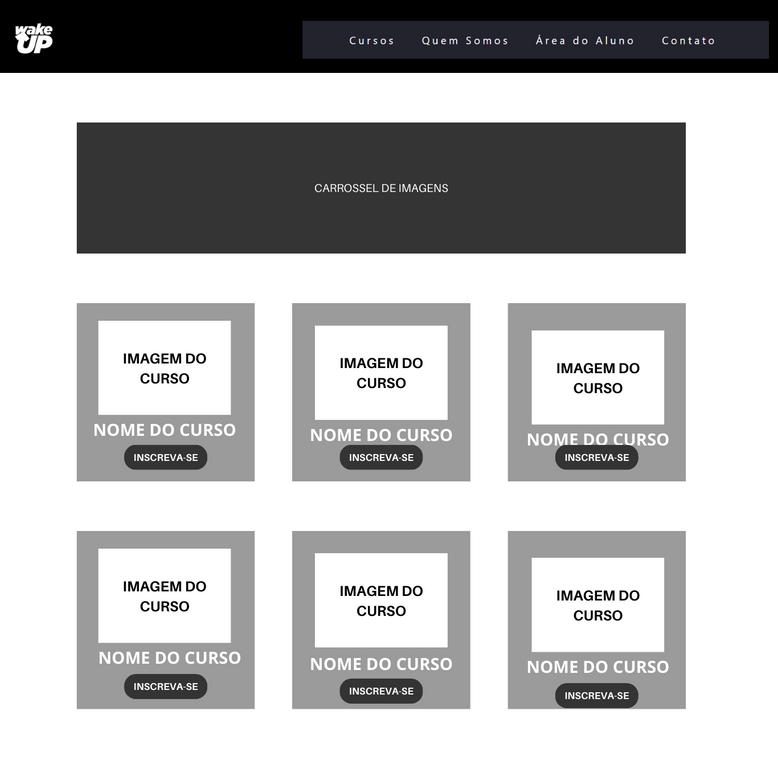 wake
UP
Cursos Quem Somos Área do Aluno Contato
CARROSSEL DE IMAGENS
IMAGEM DO
CURSO
NOME DO CURSO
INSCREVA-SE
IMAGEM DO
CURSO
NOME DO CURSO
INSCREVA-SE
IMAGEM DO
CURSO
NOME DO CURSO
INSCREVA-SE
IMAGEM DO
CURSO
NOME DO CURSO
INSCREVA-SE
IMAGEM DO
CURSO
NOME DO CURSO
INSCREVA-SE
IMAGEM DO
CURSO
NOME DO CURSO
INSCREVA-SE